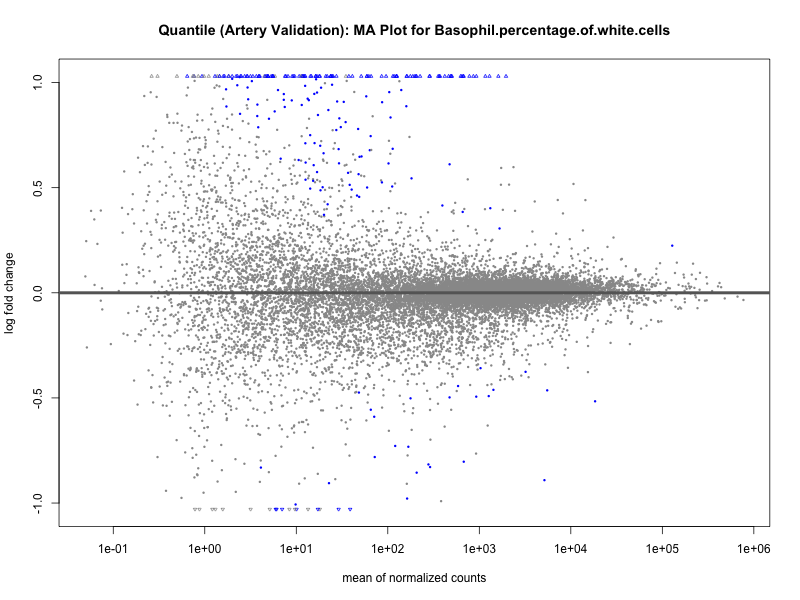 Quantile (Artery Validation): MA Plot for Basophil.percentage.of.white.cells
log fold change
1.0
0.5
0.0
-0.5
-1.0
1e-01 1e+00 1e+01 1e+02 1e+03 1e+04 1e+05 1e+06
mean of normalized counts